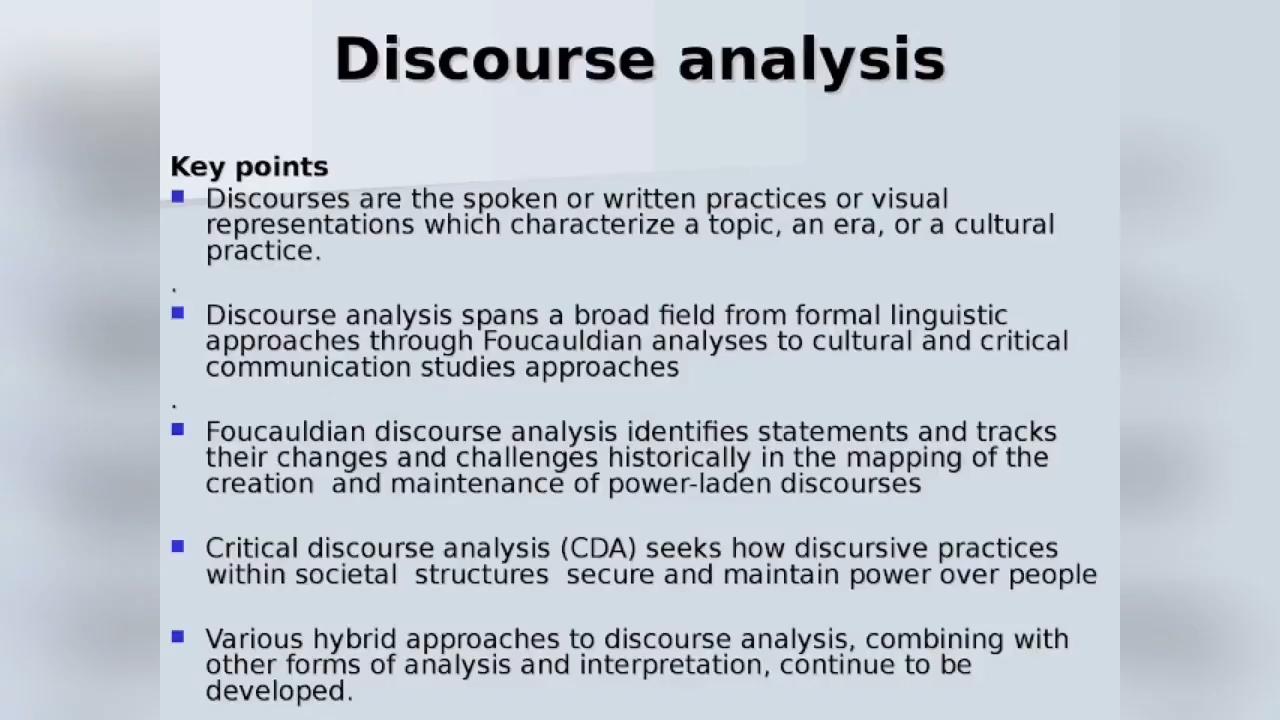 Discourse analysis
Key points
Discourses are the spoken or written practices or visual
representations which characterize a topic, an era, or a cultural
practice.
.
Discourse analysis spans a broad field from formal linguistic
approaches through Foucauldian analyses to cultural and critical
communication studies approaches
.
Foucauldian discourse analysis identifies statements and tracks
their changes and challenges historically in the mapping of the
creation  and maintenance of power-laden discourses
Critical discourse analysis (CDA) seeks how discursive practices
within societal  structures  secure and maintain power over people
Various hybrid approaches to discourse analysis, combining with
other forms of analysis and interpretation, continue to be
developed.